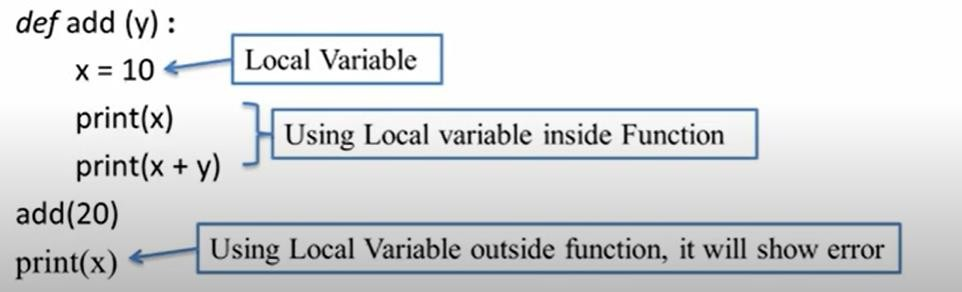 def add (y) :
x = 10
Local Variable
print(x)
Using Local variable inside Function
print(x + y)
add(20)
print(x)
Using Local Variable outside function, it will show error